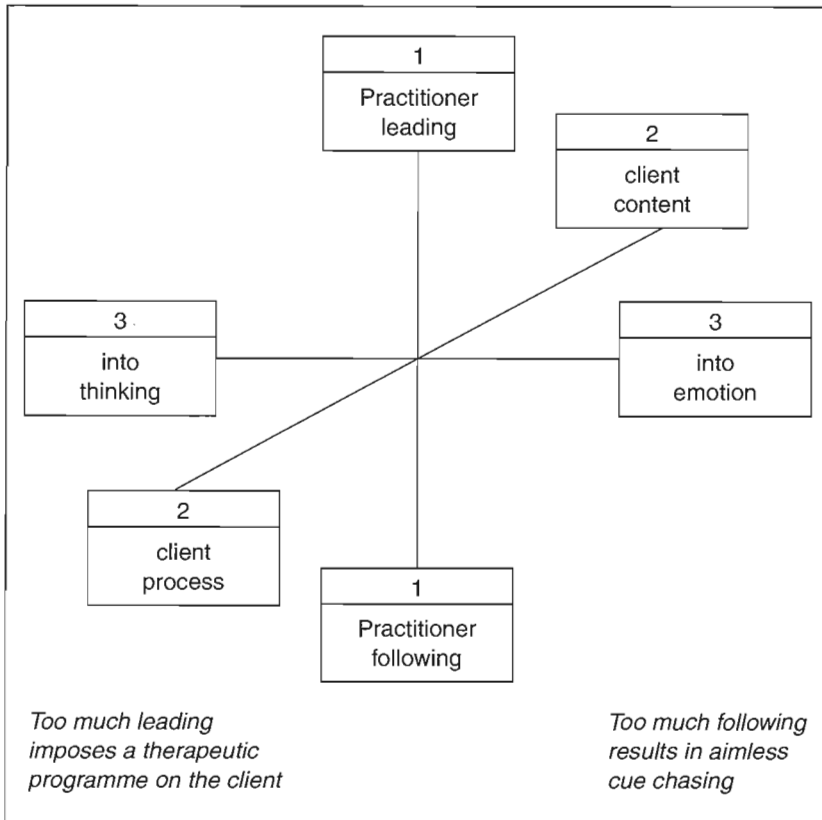 1
Practitioner
leading
2
client
content
3
into
thinking
3
into
emotion
2
client
process
1
Practitioner
following
Too much leading
imposes a therapeutic
programme on the client
Too much following
results in aimless
cue chasing